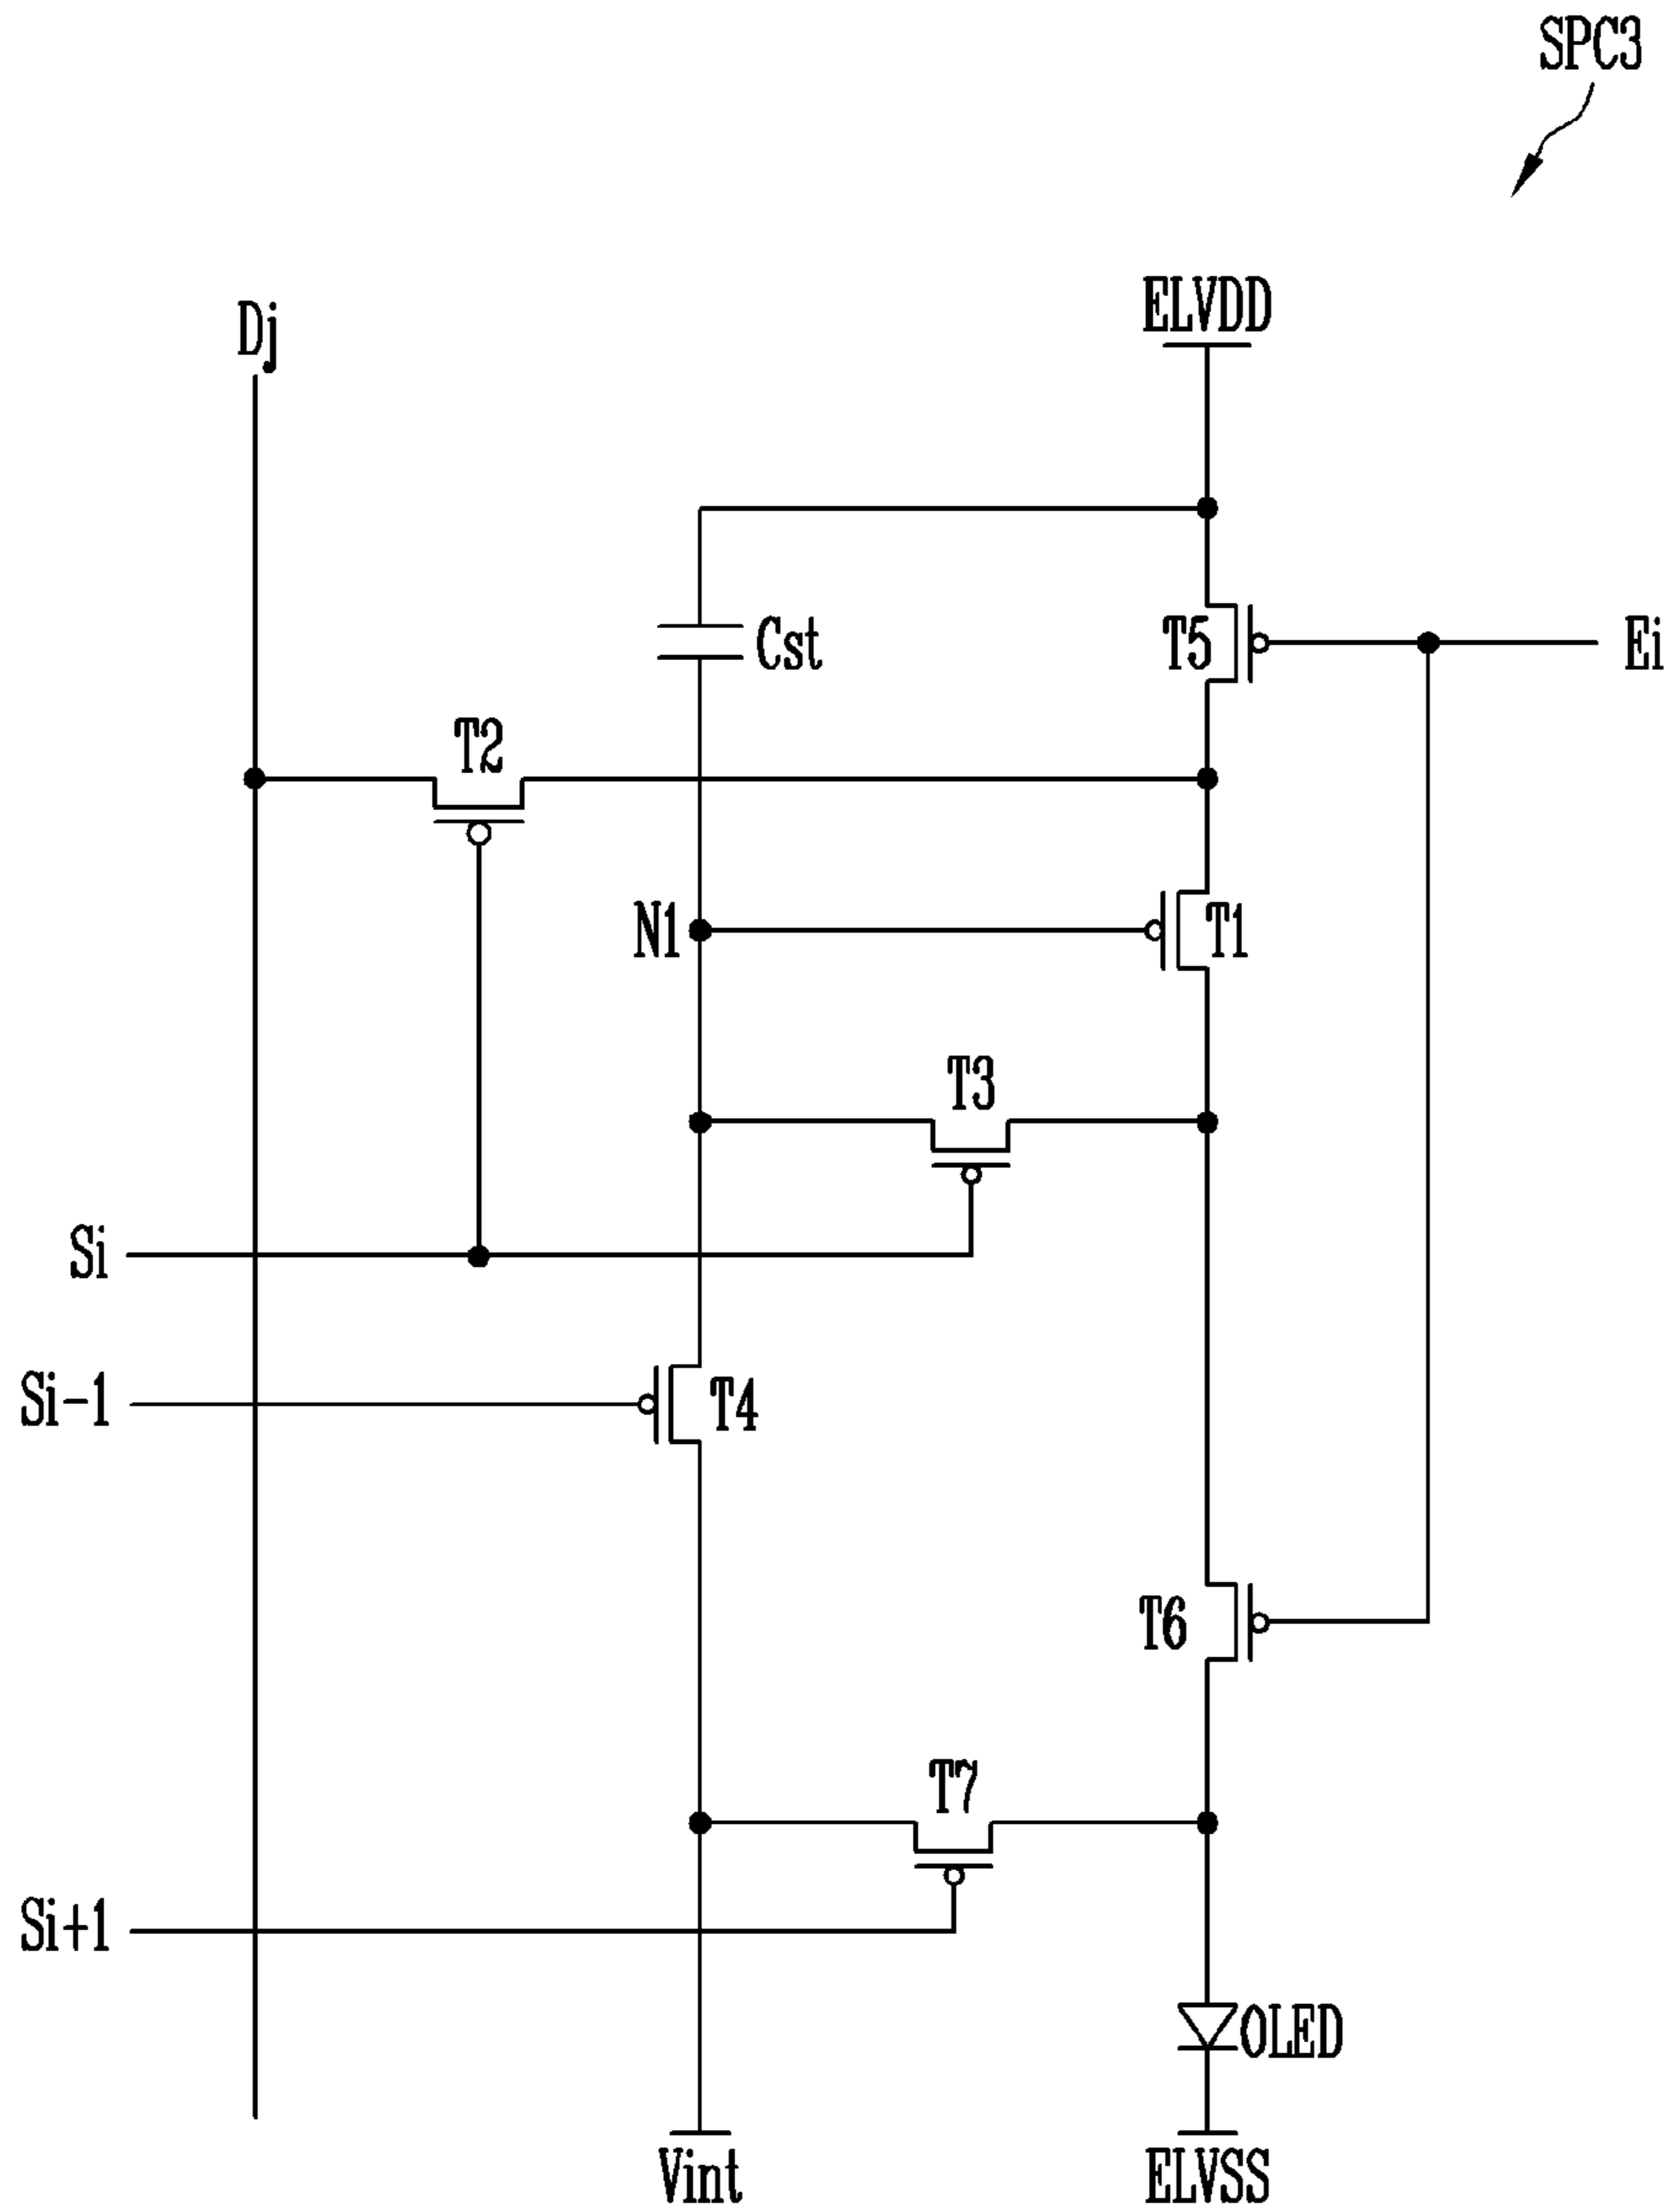 SPC3
ELVDD
Dj
T5
Ei
Cst
T2
N1
T1
T3
Si
Si-1
T4
T6
T7
Si+1
OLED
Vint
ELVSS